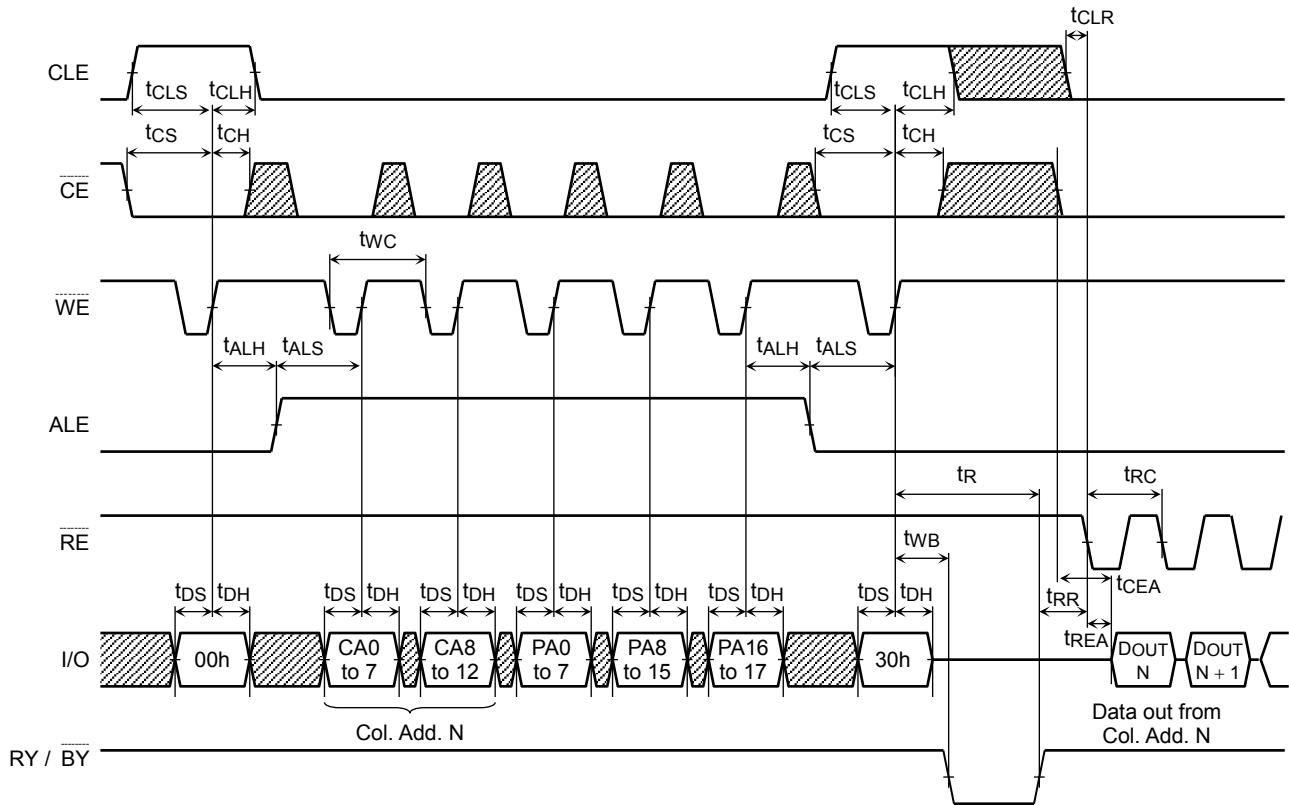 tCLR
CLE
tCLS tCLH tCLS tCLH
tCS tCH tCS tCH
CE
tWC
WE
tALH tALS tALH tALS
ALE
tR tRC
RE
tWB
tDS tDH tDS tDH tDS tDH tDS tDH tDS tDH tDS tDH tDS tDH
tCEA
tRR
tREA
I/O
00h
CA0 to 7
CA8 to 12
PA0 to 7
PA8 to 15
PA16 to 17
30h
DOUT N
DOUT N + 1
Col. Add. N
Data out from
Col. Add. N
RY / BY